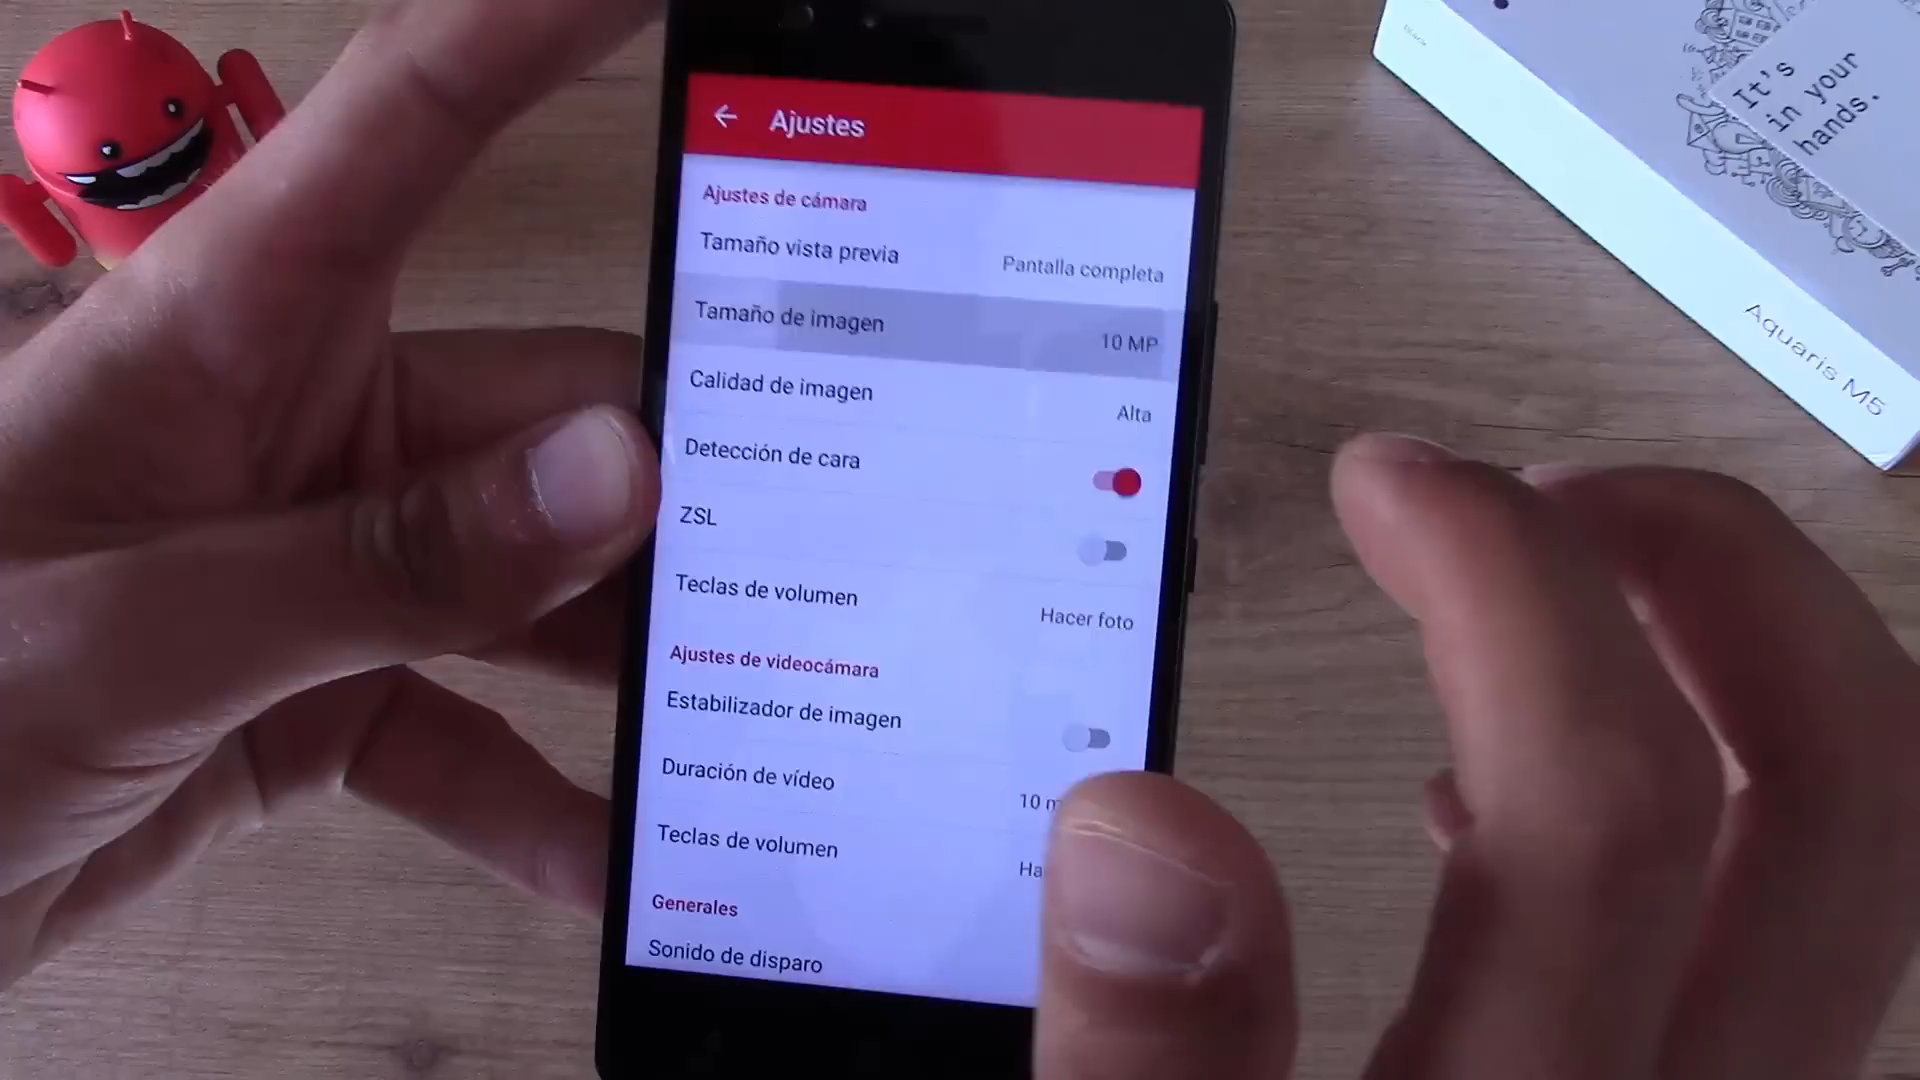 Ajustes
Ajustes de cámara
Tamaño vista previa
Pantalla completa
Tamaño de imagen
10 MP
Calidad de imagen
Alta
Detección de cara
ZSL
Teclas de volumen
Hacer foto
Ajustes de videocámara
Estabilizador de imagen
Duración de vídeo
10 m
Teclas de volumen
Ha
Generales
Sonido de disparo
It's
in your
hands.
Aquaris M5